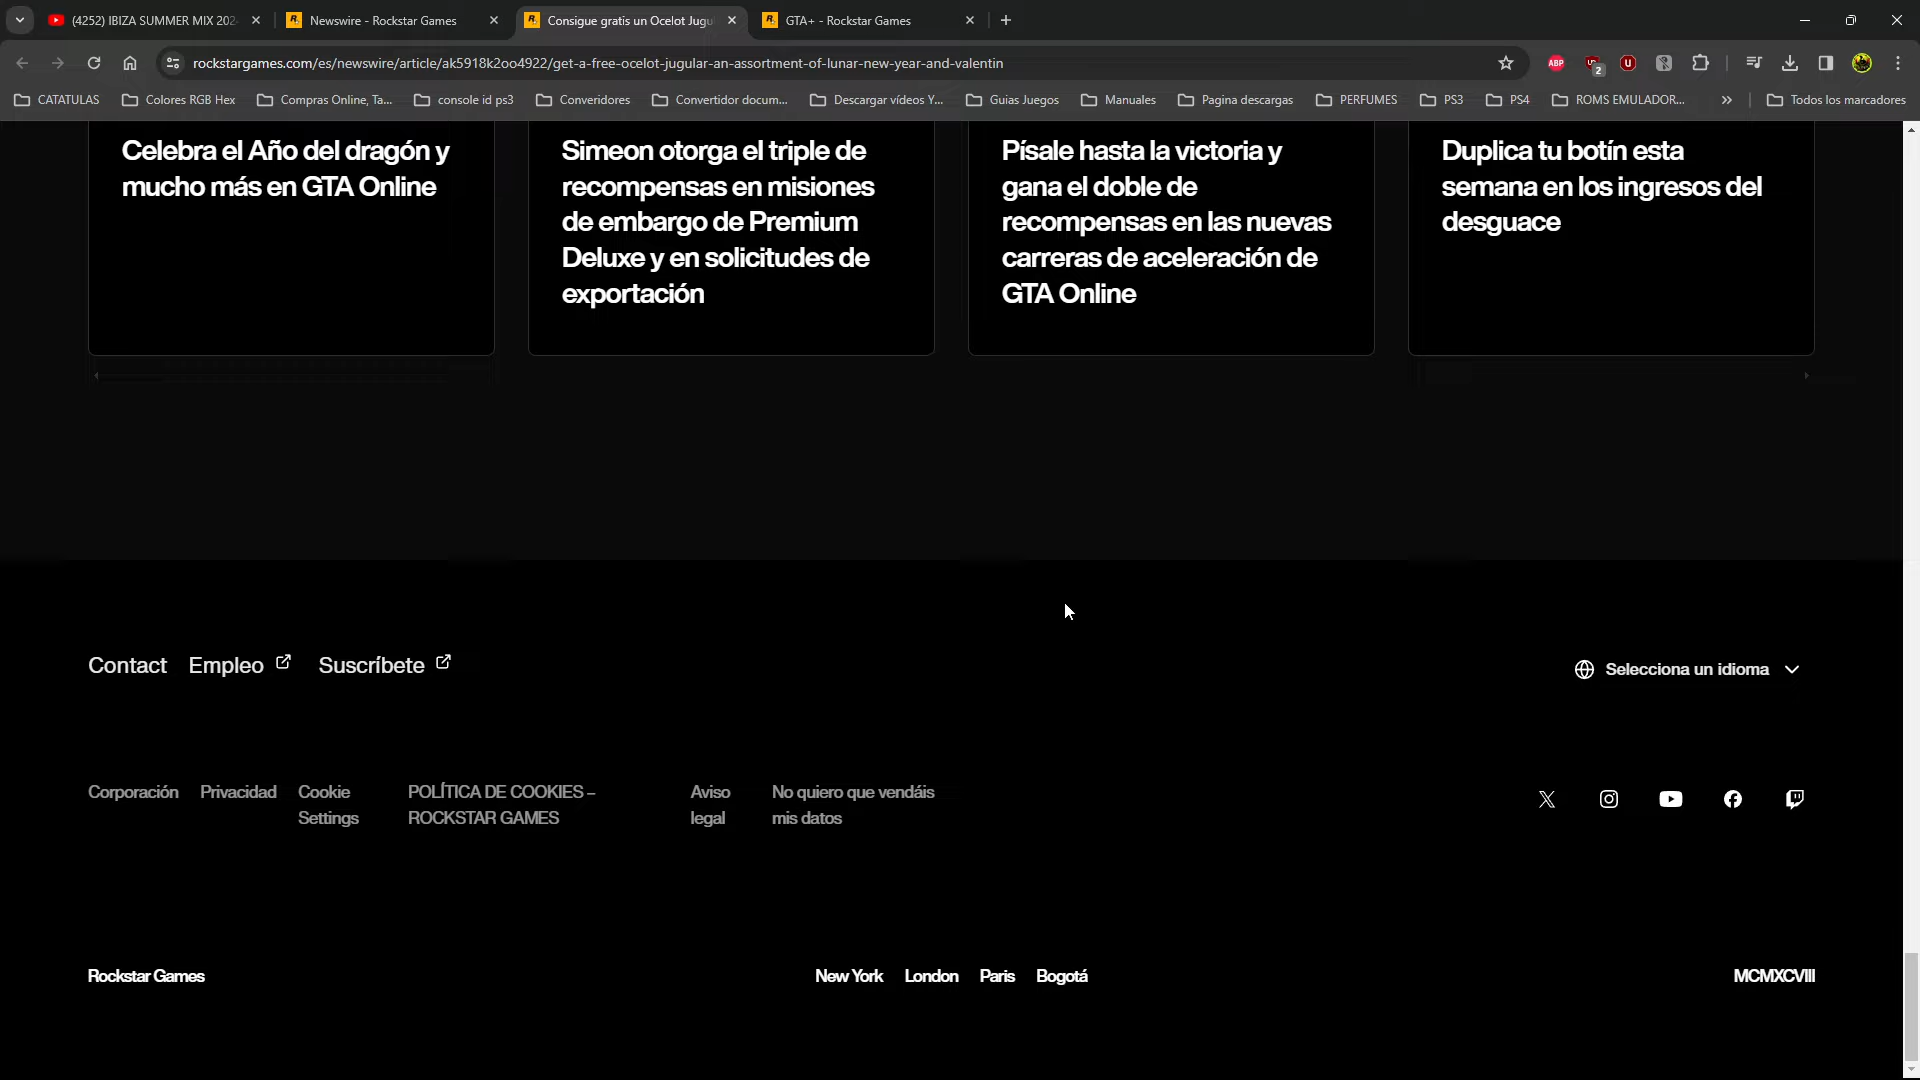 (4252) IBIZA SUMMER MIX 202
Newswire - Rockstar Games
Consigue gratis un Ocelot Jugu
GTA+ - Rockstar Games
rockstargames.com/es/newswire/article/ak5918k2oo4922/get-a-free-ocelot-jugular-an-assortment-of-lunar-new-year-and-valentin
ABP
2
CATATULAS
Colores RGB Hex
Compras Online, Ta...
console id ps3
Converidores
Convertidor docum...
Descargar vídeos Y...
Guias Juegos
Manuales
Pagina descargas
PERFUMES
PS3
PS4
ROMS EMULADOR...
»
Todos los marcadores
Celebra el Año del dragón y
mucho más en GTA Online
Simeon otorga el triple de
recompensas en misiones
de embargo de Premium
Deluxe y en solicitudes de
exportación
Písale hasta la victoria y
gana el doble de
recompensas en las nuevas
carreras de aceleración de
GTA Online
Duplica tu botín esta
semana en los ingresos del
desguace
Contact
Empleo
Suscríbete
Selecciona un idioma
Corporación
Privacidad
Cookie
Settings
POLÍTICA DE COOKIES –
ROCKSTAR GAMES
Aviso
legal
No quiero que vendáis
mis datos
Rockstar Games
New York
London
Paris
Bogotá
MCMXCVIII